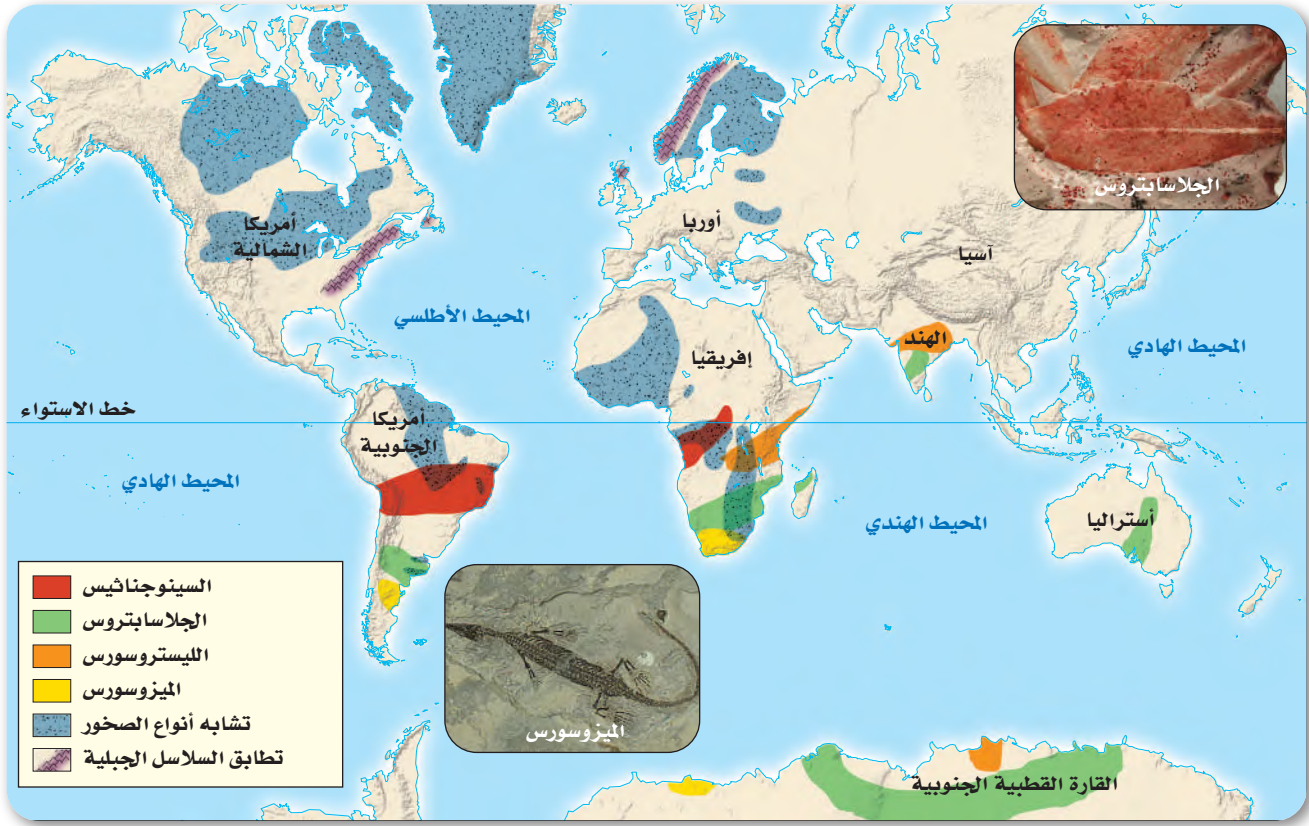 الجلاسابتروس
أوربا
آسيا
أمريكا
الشمالية
المحيط الأطلسي
الهند
المحيط الهادي
إفريقيا
خط الاستواء
أمريكا
الجنوبية
المحيط الهادي
المحيط الهندي
أستراليا
السينوجناثيس
الجلاسابتروس
الليستروسورس
الميزوسورس
تشابه أنواع الصخور
تطابق السلاسل الجبلية
الميزوسورس
القارة القطبية الجنوبية